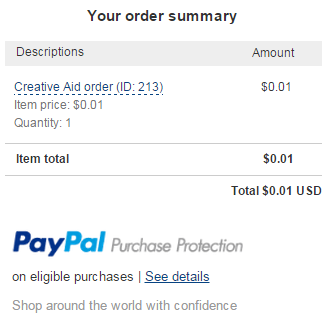 Your order summary
Descriptions Amount
Creative Aid order (ID: 213) $0.01
Item price: $0.01
Quantity: 1
Item total $0.01
Total $0.01 USD
PayPal Purchase Protection
on eligible purchases | See details
Shop around the world with confidence